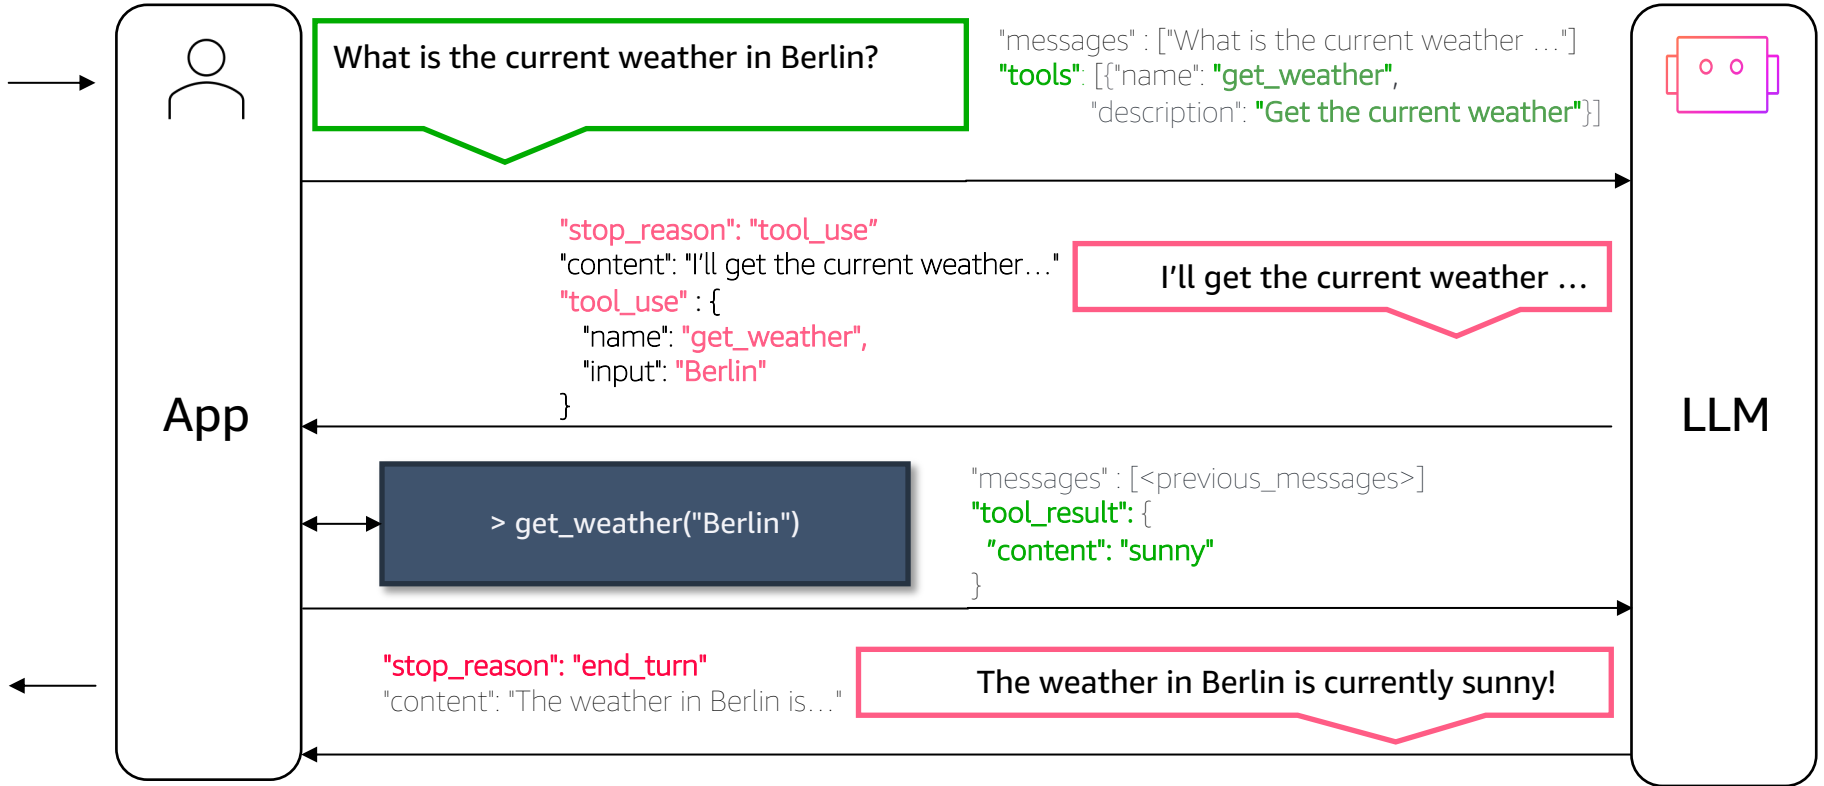 What is the current weather in Berlin?
"messages" : ["What is the current weather ..."]
"tools": [{"name": "get_weather",
"description": "Get the current weather"}]
"stop_reason": "tool_use”
"content": "I’ll get the current weather…"
"tool_use" : {
"name": "get_weather",
"input": "Berlin"
}
I’ll get the current weather …
App
LLM
> get_weather("Berlin")
"messages" : [<previous_messages>]
"tool_result": {
”content": "sunny"
}
"stop_reason": "end_turn"
"content": "The weather in Berlin is…"
The weather in Berlin is currently sunny!